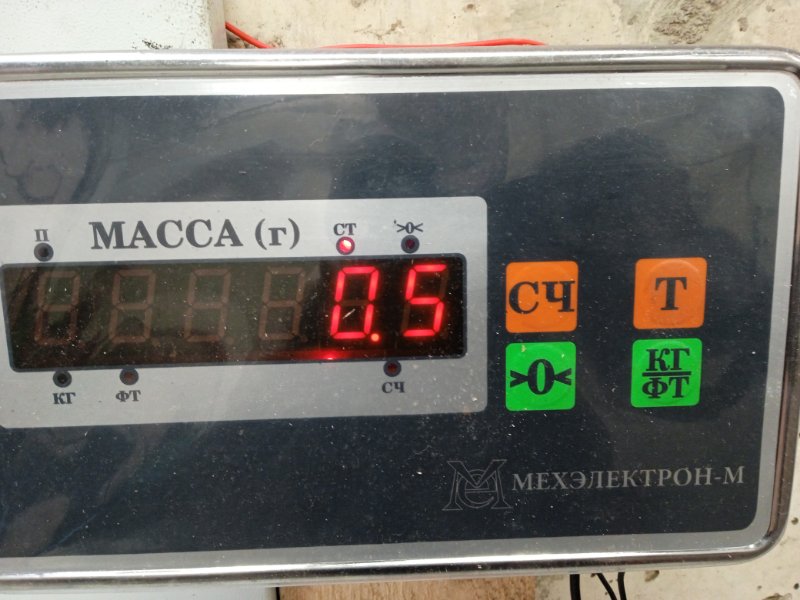 П
МАССА (г)
СТ
>0<
0.5
КГ
ФТ
СЧ
СЧ
Т
>0<
КГ
ФТ
МЕХЭЛЕКТРОН-М